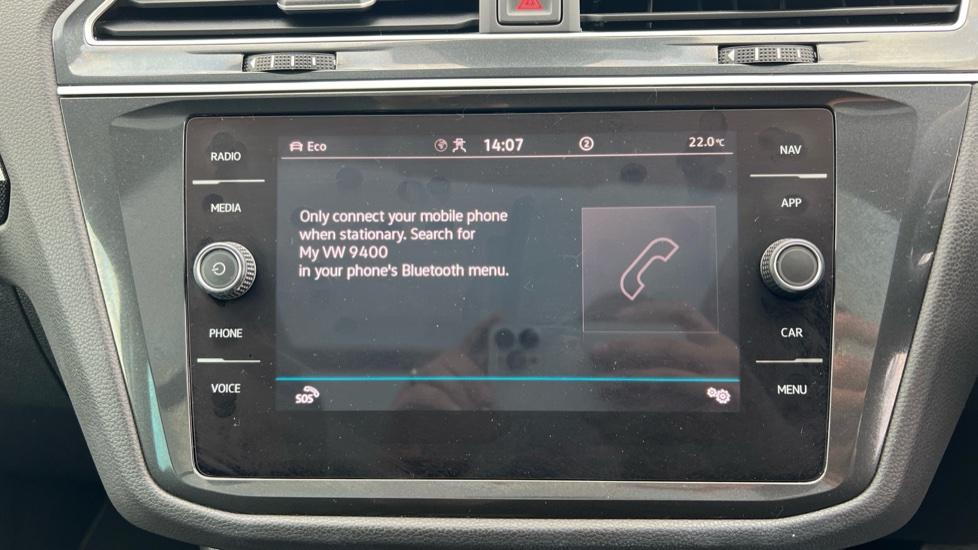 Eco 14:07 2 22.0°C
RADIO
MEDIA
PHONE
VOICE
Only connect your mobile phone
when stationary. Search for
My VW 9400
in your phone's Bluetooth menu.
SOS
NAV
APP
CAR
MENU